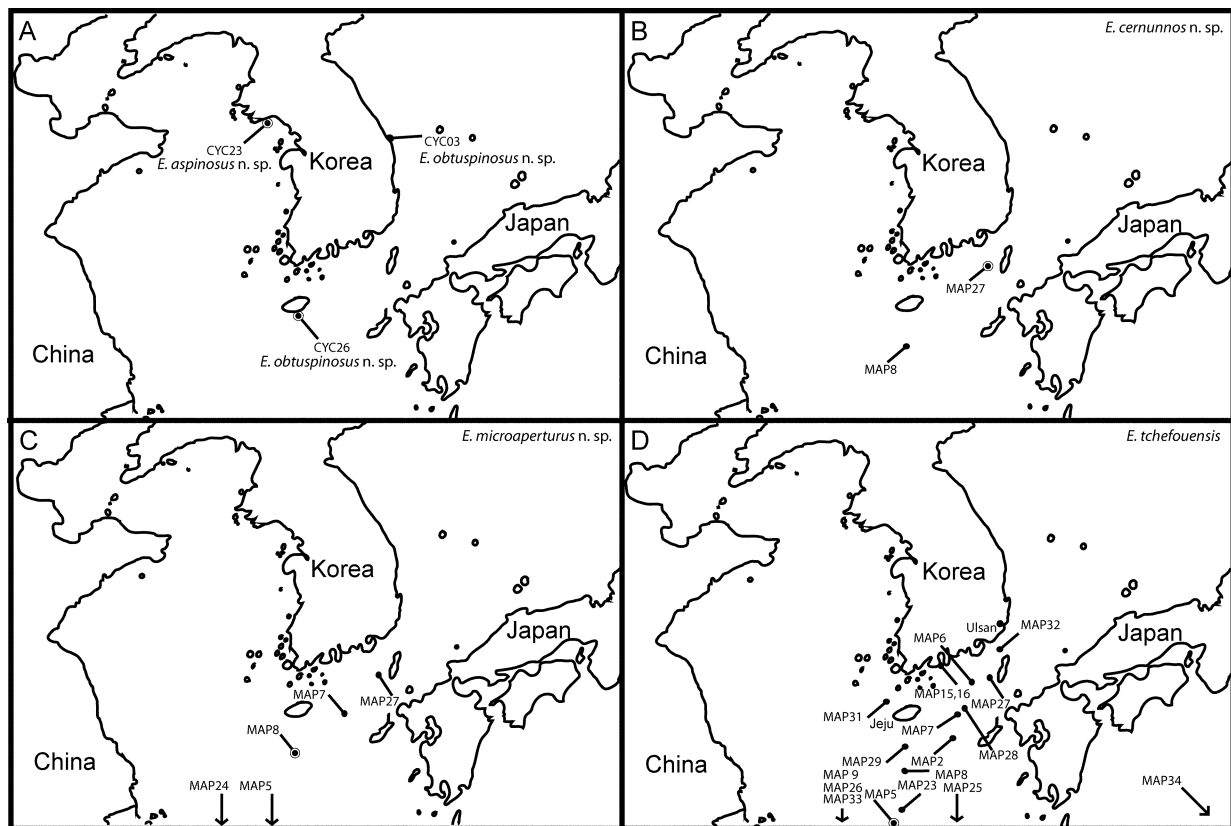 A
CYC23
E. aspinosus n. sp.
Korea
CYC03
E. obtuspinosus n. sp.
Japan
China
CYC26
E. obtuspinosus n. sp.
B
E. cernunnos n. sp.
Korea
Japan
MAP27
China
MAP8
C
E. microaperturus n. sp.
Korea
Japan
MAP7
MAP27
MAP8
China
MAP24
MAP5
D
E. tchefouensis
Korea
Ulsan
MAP6
MAP32
Japan
MAP15,16
MAP27
MAP31
Jeju
MAP7
MAP28
China
MAP29
MAP2
MAP 9
MAP8
MAP26
MAP5
MAP23
MAP25
MAP33
MAP34